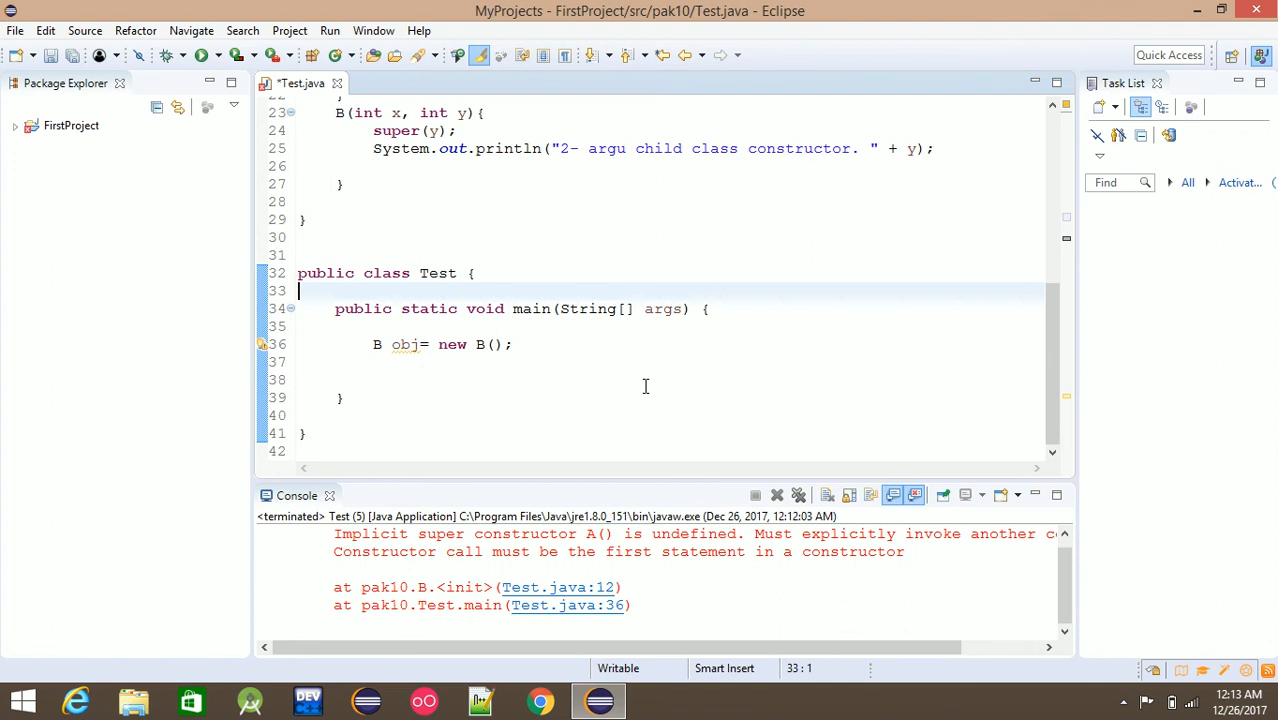 MyProjects - FirstProject/src/pak10/Test.java - Eclipse
File Edit Source Refactor Navigate Search Project Run Window Help
Quick Access
Package Explorer
*Test.java
Task List
FirstProject
23 B(int x, int y){
24 super(y);
25 System.out.println("2- argu child class constructor. " + y);
26
27 }
28
29 }
30
31
32 public class Test {
33
34 public static void main(String[] args) {
35
36 B obj= new B();
37
38
39 }
40
41 }
42
Find All Activat...
Console
<terminated> Test (5) [Java Application] C:\Program Files\Java\jre1.8.0_151\bin\javaw.exe (Dec 26, 2017, 12:12:03 AM)
Implicit super constructor A() is undefined. Must explicitly invoke another co
Constructor call must be the first statement in a constructor
at pak10.B.<init>(Test.java:12)
at pak10.Test.main(Test.java:36)
Writable Smart Insert 33 : 1
DEV
12:13 AM
12/26/2017